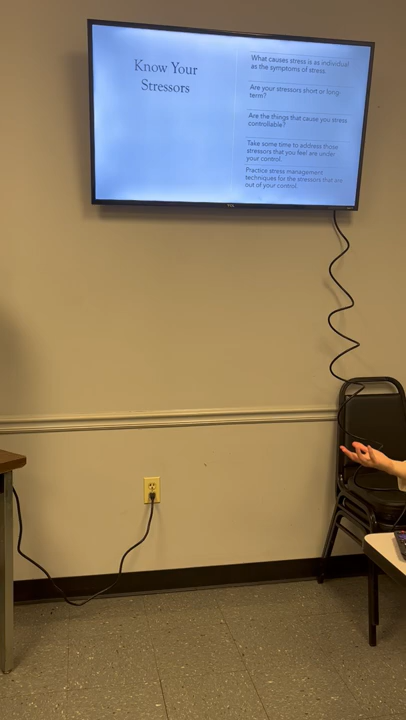 Know Your
Stressors
What causes stress is as individual
as the symptoms of stress.
Are your stressors short or long-
term?
Are the things that cause you stress
controllable?
Take some time to address those
stressors that you feel are under
your control.
Practice stress management
techniques for the stressors that are
out of your control.
TCL